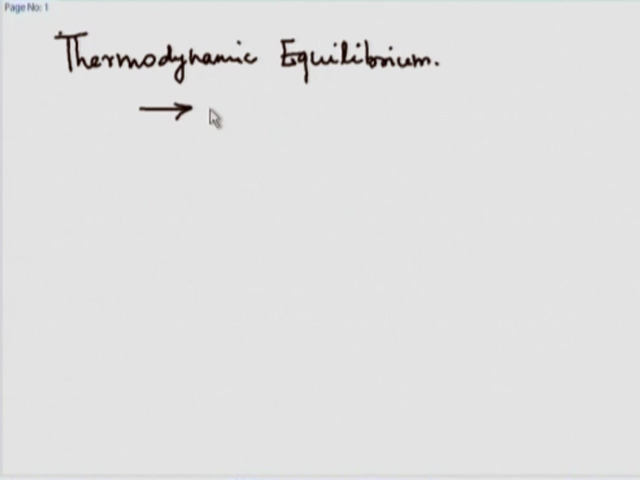 Page No: 1
Thermodynamic Equilibrium.
→